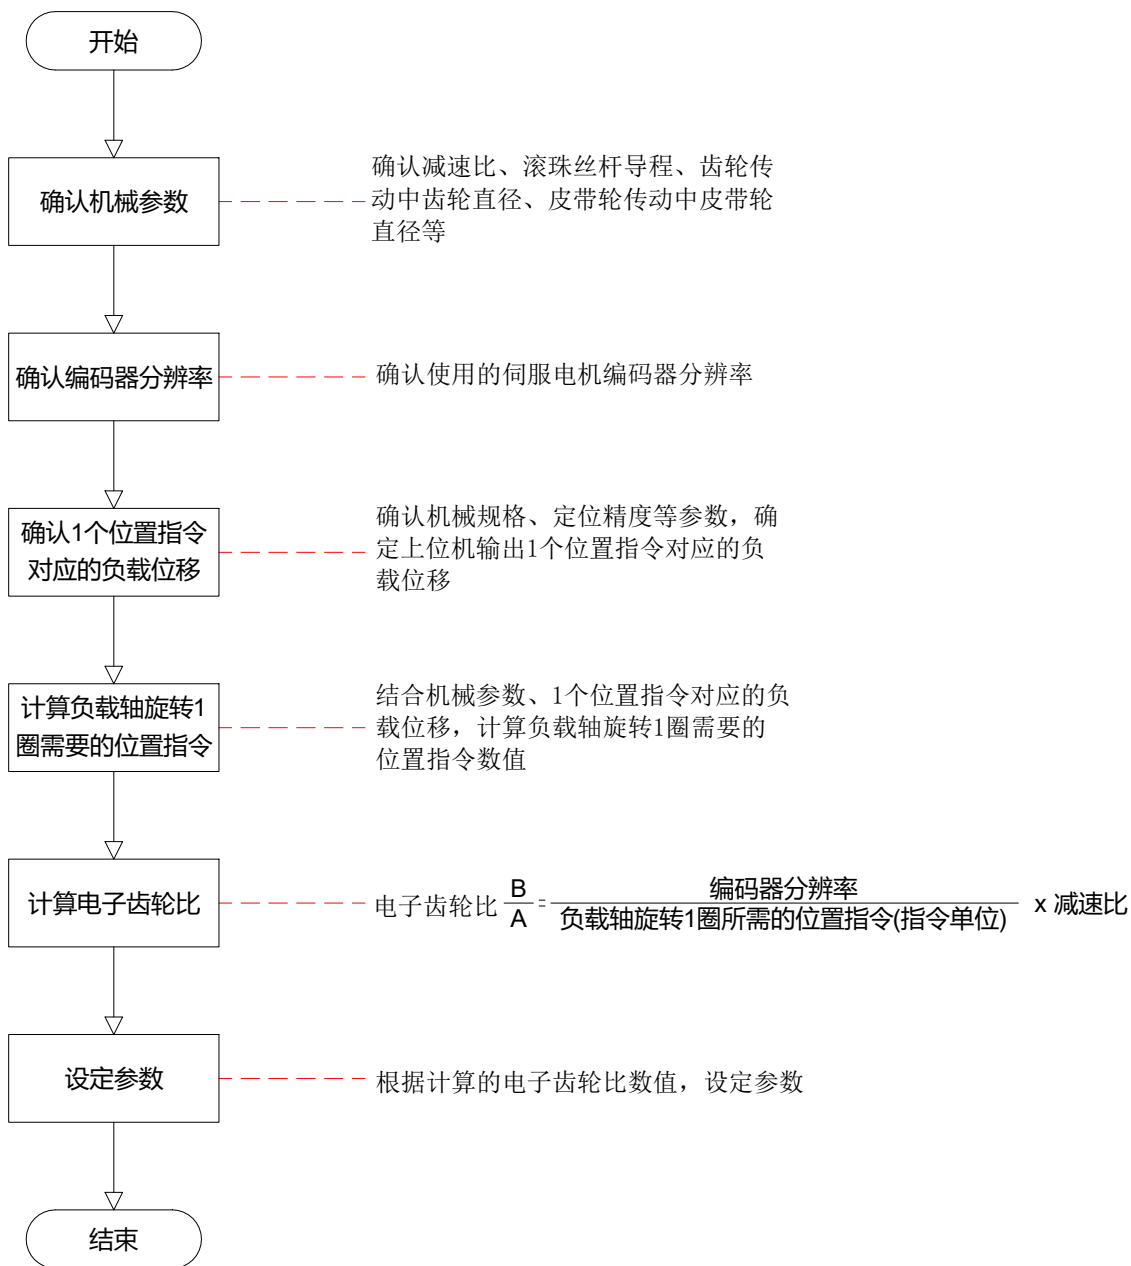 开始
确认机械参数
确认减速比、滚珠丝杆导程、齿轮传
动中齿轮直径、皮带轮传动中皮带轮
直径等
确认编码器分辨率
确认使用的伺服电机编码器分辨率
确认1个位置指令
对应的负载位移
确认机械规格、定位精度等参数，确
定上位机输出1个位置指令对应的负
载位移
计算负载轴旋转1
圈需要的位置指令
结合机械参数、1个位置指令对应的负
载位移，计算负载轴旋转1圈需要的
位置指令数值
计算电子齿轮比
电子齿轮比 B/A = 编码器分辨率/负载轴旋转1圈所需的位置指令(指令单位) x 减速比
设定参数
根据计算的电子齿轮比数值，设定参数
结束